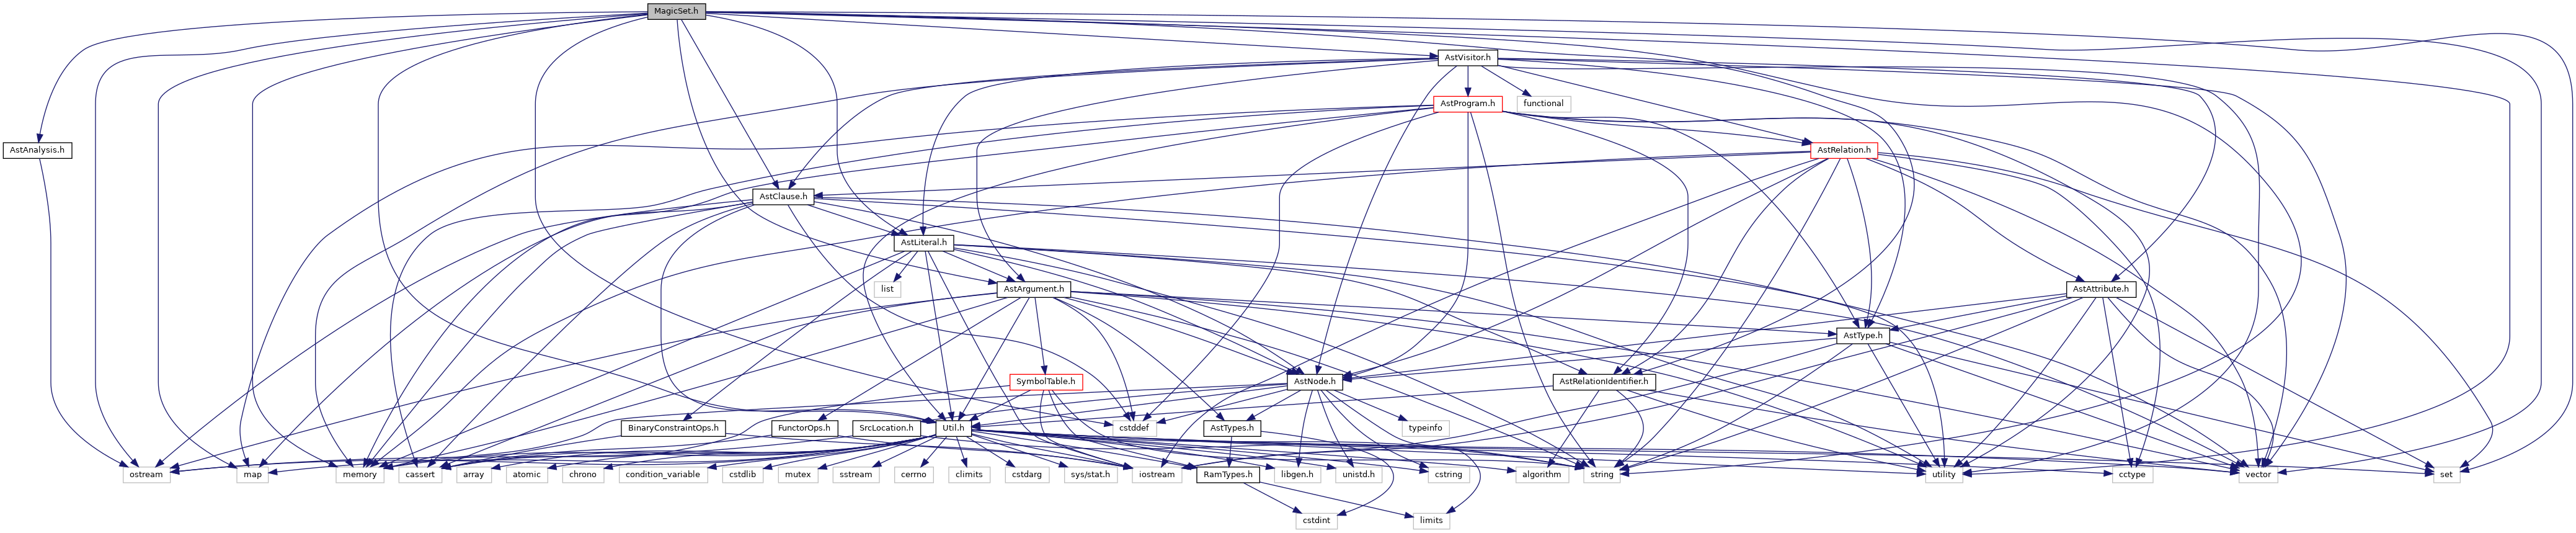 MagicSet.h
AstVisitor.h
AstProgram.h
functional
AstAnalysis.h
AstRelation.h
AstClause.h
AstLiteral.h
list
AstArgument.h
AstAttribute.h
AstType.h
SymbolTable.h
AstNode.h
AstRelationIdentifier.h
BinaryConstraintOps.h
FunctorOps.h
SrcLocation.h
Util.h
cstddef
AstTypes.h
typeinfo
ostream
map
memory
cassert
array
atomic
chrono
condition_variable
cstdlib
mutex
sstream
cerrno
climits
cstdarg
sys/stat.h
iostream
RamTypes.h
libgen.h
unistd.h
cstring
algorithm
string
utility
cctype
vector
set
cstdint
limits